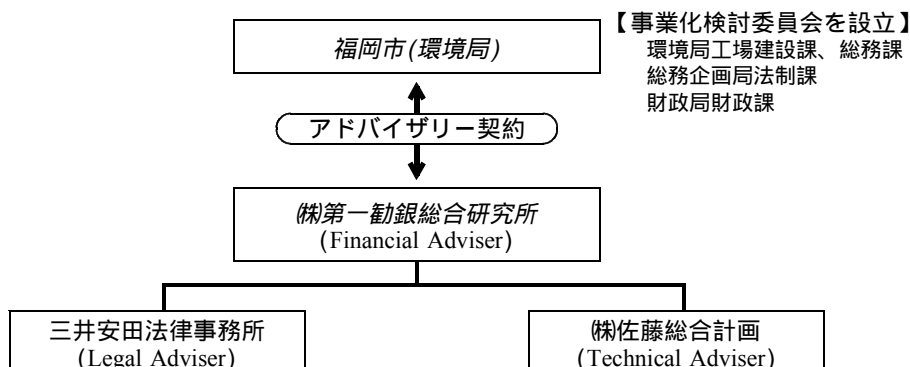 福岡市(環境局)
【事業化検討委員会を設立】
環境局工場建設課、総務課
総務企画局法制課
財政局財政課
アドバイザリー契約
㈱第一勧銀総合研究所
(Financial Adviser)
三井安田法律事務所
(Legal Adviser)
㈱佐藤総合計画
(Technical Adviser)